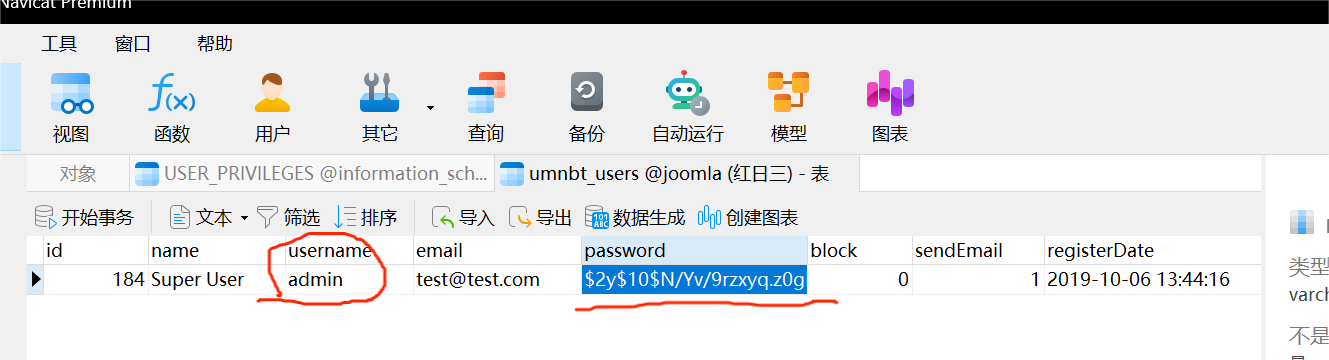 Navicat Premium
工具 窗口 帮助
视图 函数 用户 其它 查询 备份 自动运行 模型 图表
对象 USER_PRIVILEGES @information_sch... umnbt_users @joomla (红日三) - 表
开始事务 文本 筛选 排序 导入 导出 数据生成 创建图表
id name username email password block sendEmail registerDate
184 Super User admin test@test.com $2y$10$N/Yv/9rzxyq.z0g 0 1 2019-10-06 13:44:16
类型
varch
不是